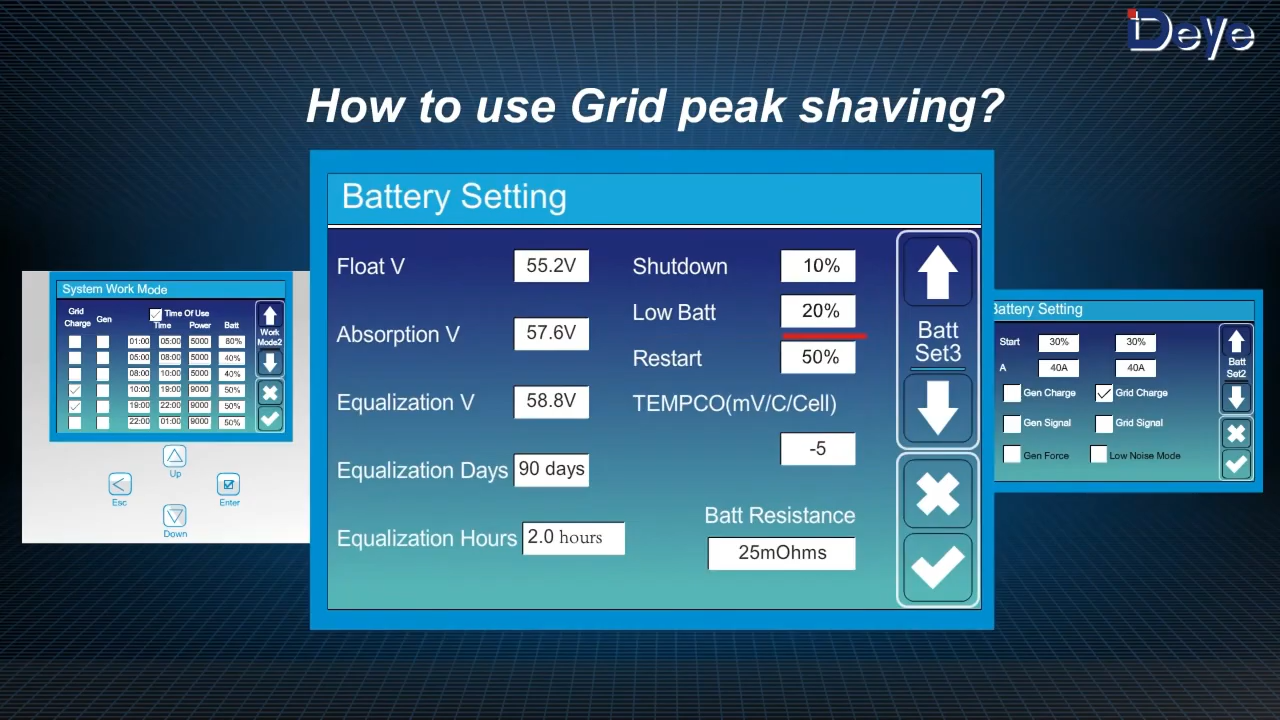 Deye
How to use Grid peak shaving?
System Work Mode
Grid Charge
Gen
Time Of Use
Time Power Batt
01:00 05:00 5000 80%
05:00 08:00 5000 40%
08:00 10:00 5000 40%
10:00 19:00 9000 50%
19:00 22:00 9000 50%
22:00 01:00 9000 50%
Work
Mode2
Up
Esc
Enter
Down
Battery Setting
Float V 55.2V
Absorption V 57.6V
Equalization V 58.8V
Equalization Days 90 days
Equalization Hours 2.0 hours
Shutdown 10%
Low Batt 20%
Restart 50%
TEMPCO(mV/C/Cell)
-5
Batt Resistance
25mOhms
Batt
Set3
Battery Setting
Start 30% 30%
A 40A 40A
Gen Charge Grid Charge
Gen Signal Grid Signal
Gen Force Low Noise Mode
Batt
Set2